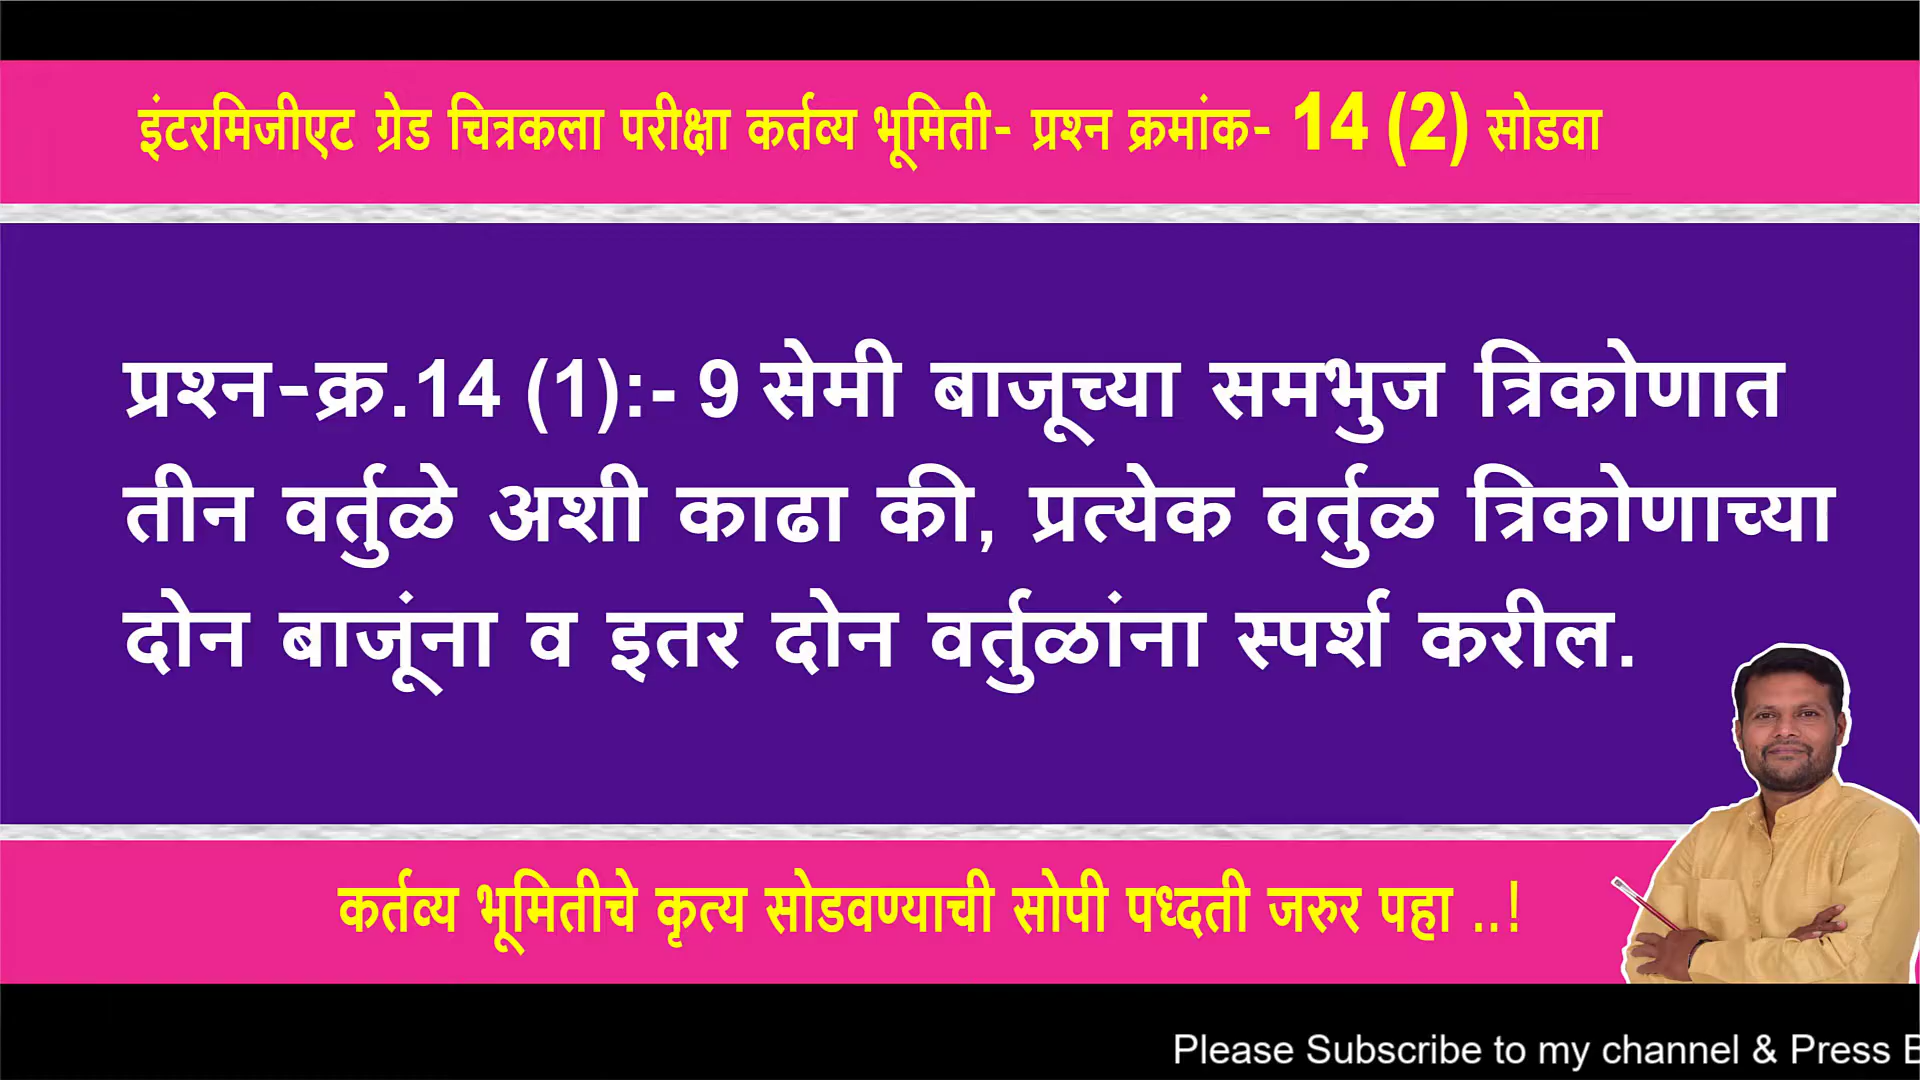 इंटरमिजीएट ग्रेड चित्रकला परीक्षा कर्तव्य भूमिती- प्रश्न क्रमांक- 14 (2) सोडवा
प्रश्न-क्र.14 (1):- 9 सेमी बाजूच्या समभुज त्रिकोणात
तीन वर्तुळे अशी काढा की, प्रत्येक वर्तुळ त्रिकोणाच्या
दोन बाजूंना व इतर दोन वर्तुळांना स्पर्श करील.
कर्तव्य भूमितीचे कृत्य सोडवण्याची सोपी पध्दती जरुर पहा ..!
Please Subscribe to my channel & Press